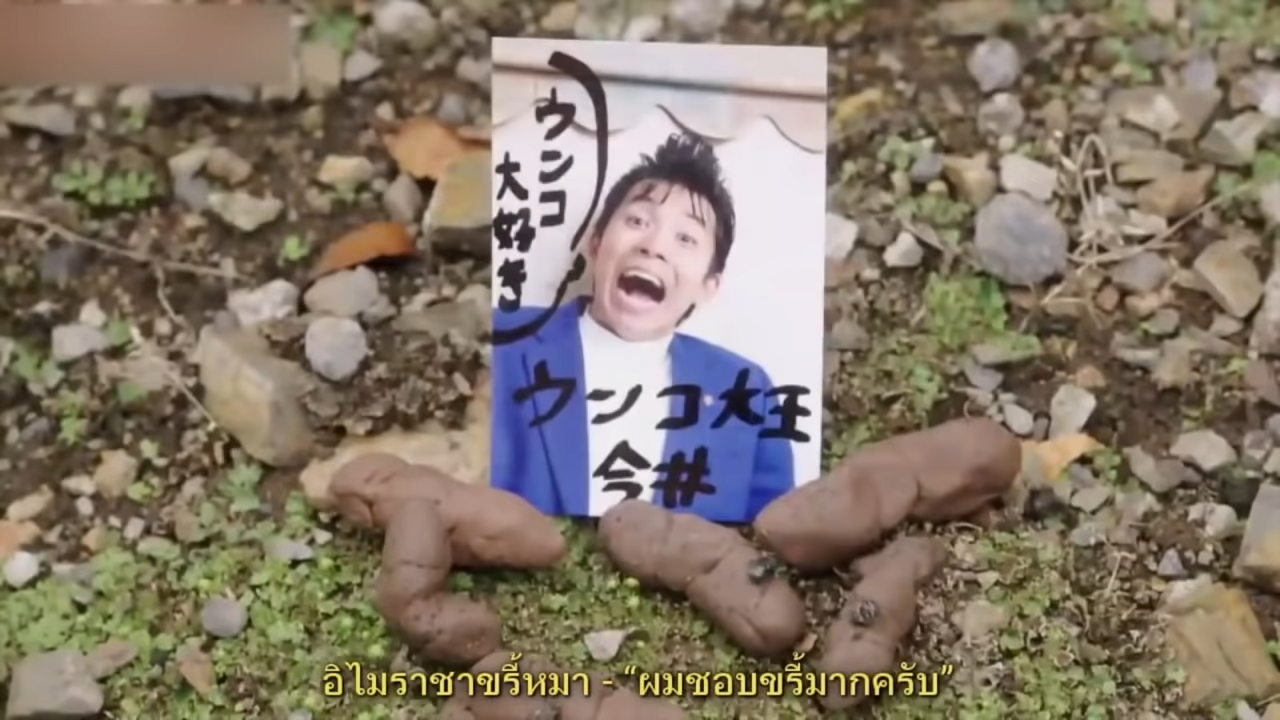 ウンコ
大好き
ウンコ大王
今井
อิไมราชาขรี้หมา - “ผมชอบขรี้มากครับ”